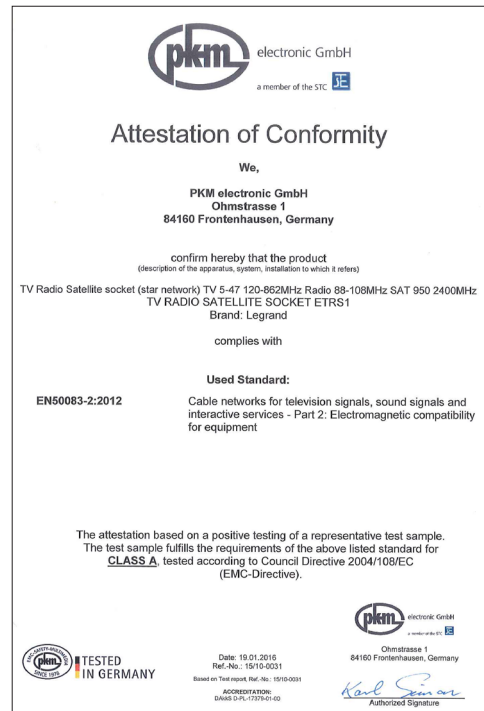 pkm electronic GmbH
a member of the STC
Attestation of Conformity
We,
PKM electronic GmbH
Ohmstrasse 1
84160 Frontenhausen, Germany
confirm hereby that the product
(description of the apparatus, system, installation to which it refers)
TV Radio Satellite socket (star network) TV 5-47 120-862MHz Radio 88-108MHz SAT 950 2400MHz
TV RADIO SATELLITE SOCKET ETRS1
Brand: Legrand
complies with
Used Standard:
EN50083-2:2012 Cable networks for television signals, sound signals and
interactive services - Part 2: Electromagnetic compatibility
for equipment
The attestation based on a positive testing of a representative test sample.
The test sample fulfills the requirements of the above listed standard for
CLASS A, tested according to Council Directive 2004/108/EC
(EMC-Directive).
pkm electronic GmbH
a member of the STC
Ohmstrasse 1
84160 Frontenhausen, Germany
Authorized Signature
Date: 19.01.2016
Ref.-No.: 15/10-0031
Based on Test report, Ref.-No.: 15/10-0031
ACCREDITATION:
DAkkS D-PL-17379-01-00
EMC-SAFETY-MULTIMEDIA
pkm
SINCE 1976
TESTED
IN GERMANY